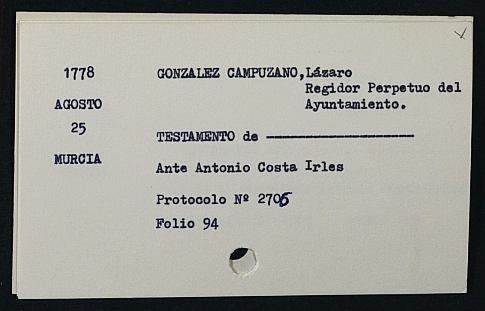 1778
AGOSTO
25
MURCIA
GONZALEZ CAMPUZANO, Lázaro
Regidor Perpetuo del
Ayuntamiento.
TESTAMENTO de ————————
Ante Antonio Costa Irles
Protocolo Nº 2706
Folio 94